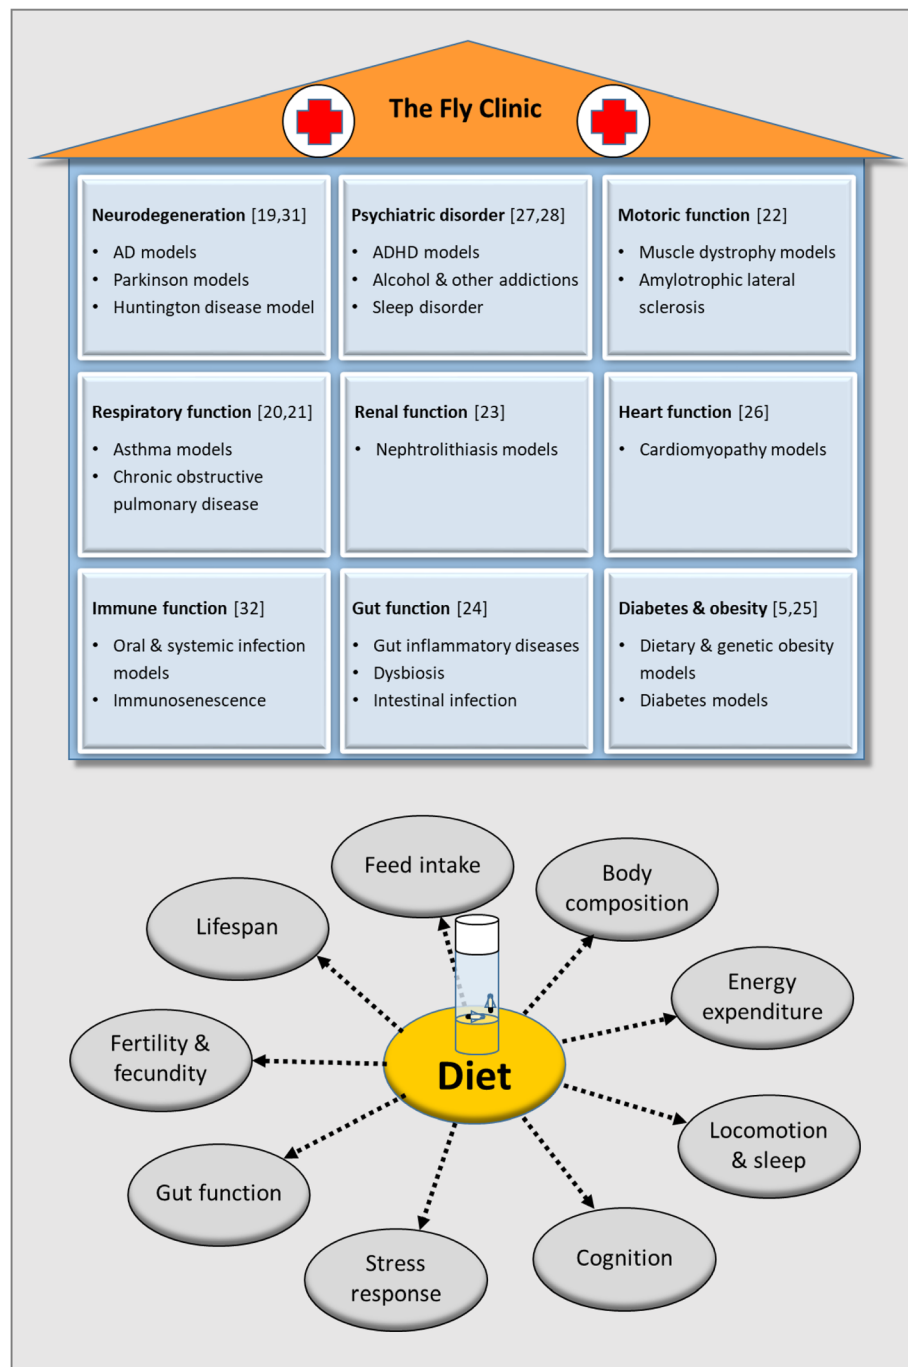 The Fly Clinic
Neurodegeneration [19,31]
• AD models
• Parkinson models
• Huntington disease model
Psychiatric disorder [27,28]
• ADHD models
• Alcohol & other addictions
• Sleep disorder
Motoric function [22]
• Muscle dystrophy models
• Amylotrophic lateral
sclerosis
Respiratory function [20,21]
• Asthma models
• Chronic obstructive
pulmonary disease
Renal function [23]
• Nephtrolithiasis models
Heart function [26]
• Cardiomyopathy models
Immune function [32]
• Oral & systemic infection
models
• Immunosenescence
Gut function [24]
• Gut inflammatory diseases
• Dysbiosis
• Intestinal infection
Diabetes & obesity [5,25]
• Dietary & genetic obesity
models
• Diabetes models
Feed intake
Body
composition
Lifespan
Energy
expenditure
Fertility &
fecundity
Diet
Locomotion
& sleep
Gut function
Stress
response
Cognition